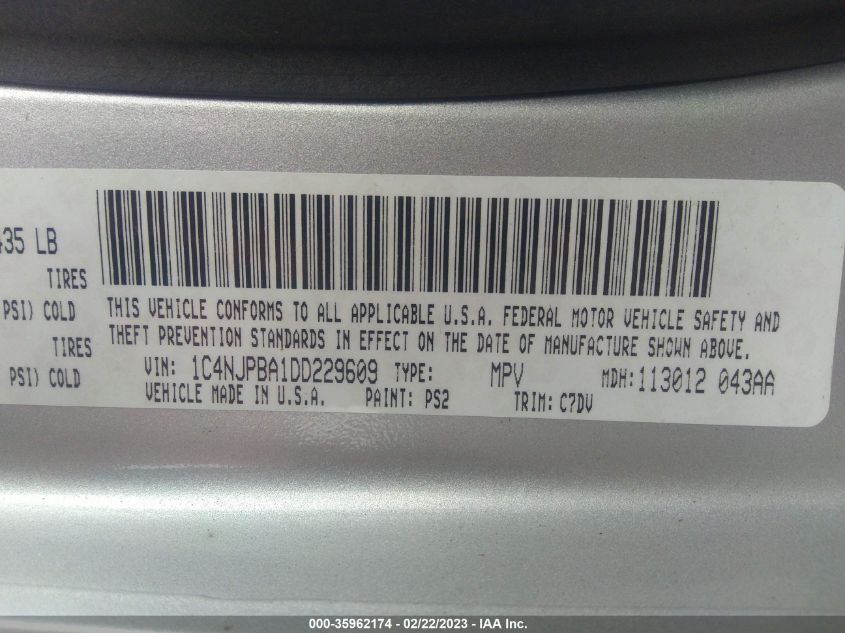 435 LB
TIRES
PSI) COLD
TIRES
PSI) COLD
THIS VEHICLE CONFORMS TO ALL APPLICABLE U.S.A. FEDERAL MOTOR VEHICLE SAFETY AND
THEFT PREVENTION STANDARDS IN EFFECT ON THE DATE OF MANUFACTURE SHOWN ABOVE.
VIN: 1C4NJPBA1DD229609 TYPE: MPV MDH:113012 043AA
VEHICLE MADE IN U.S.A. PAINT: PS2 TRIM: C7DV
000-35962174 - 02/22/2023 - IAA Inc.